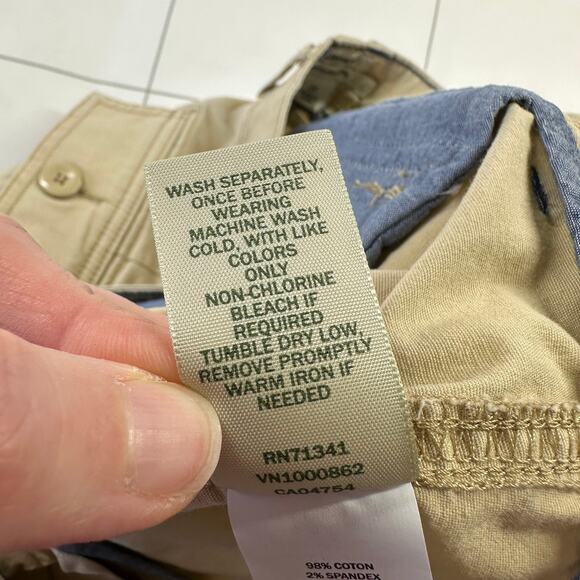 WASH SEPARATELY,
ONCE BEFORE
WEARING
MACHINE WASH
COLD, WITH LIKE
COLORS
ONLY
NON-CHLORINE
BLEACH IF
REQUIRED
TUMBLE DRY LOW,
REMOVE PROMPTLY
WARM IRON IF
NEEDED
RN71341
VN1000862
CA04754
98% COTON
2% SPANDEX